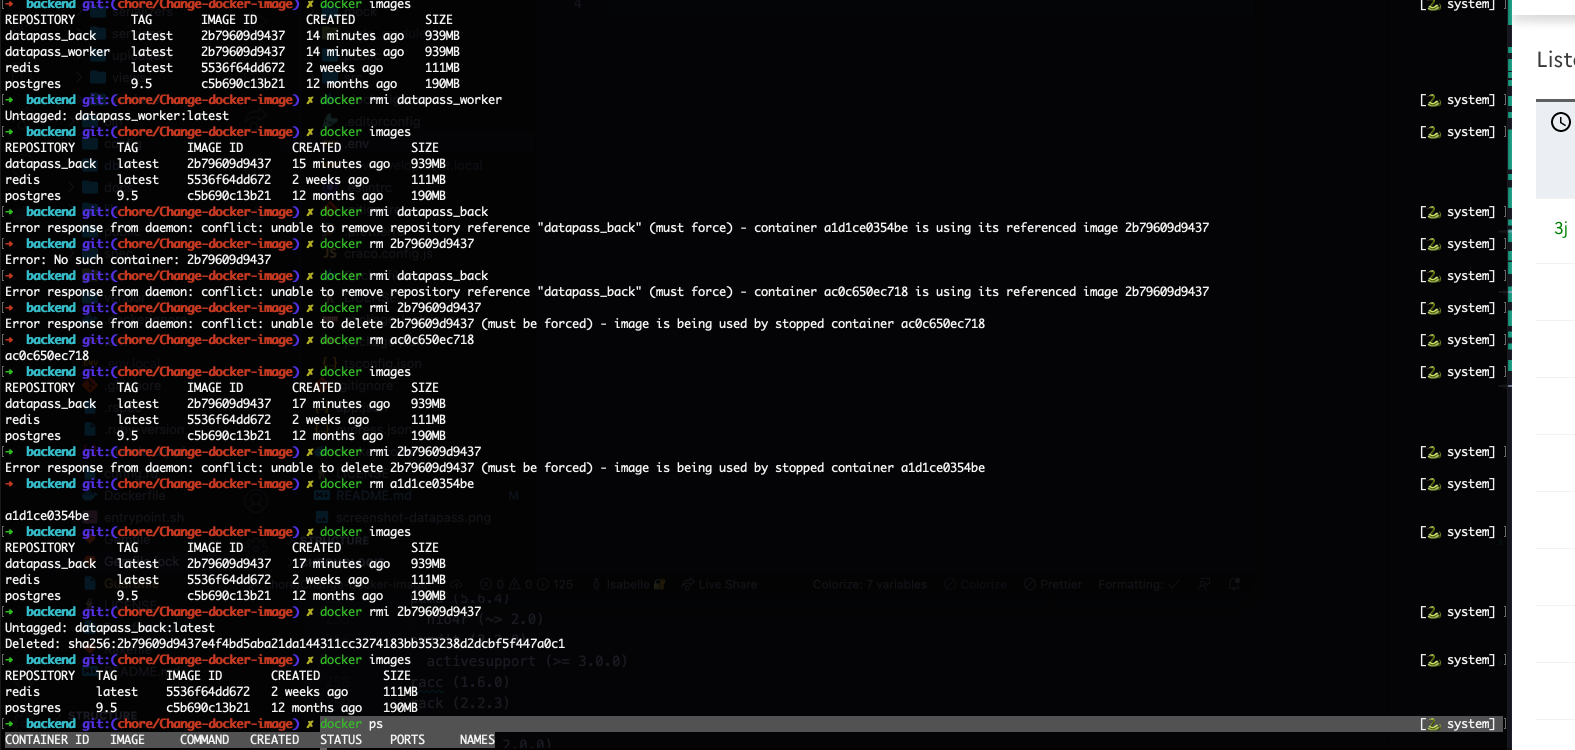 [→ backend git:(chore/Change-docker-image) ✗ docker images [🐍 system] ]
REPOSITORY TAG IMAGE ID CREATED SIZE
datapass_back latest 2b79609d9437 14 minutes ago 939MB
datapass_worker latest 2b79609d9437 14 minutes ago 939MB
redis latest 5536f64dd672 2 weeks ago 111MB
postgres 9.5 c5b690c13b21 12 months ago 190MB
[→ backend git:(chore/Change-docker-image) ✗ docker rmi datapass_worker [🐍 system] ]
Untagged: datapass_worker:latest
[→ backend git:(chore/Change-docker-image) ✗ docker images [🐍 system] ]
REPOSITORY TAG IMAGE ID CREATED SIZE
datapass_back latest 2b79609d9437 15 minutes ago 939MB
redis latest 5536f64dd672 2 weeks ago 111MB
postgres 9.5 c5b690c13b21 12 months ago 190MB
[→ backend git:(chore/Change-docker-image) ✗ docker rmi datapass_back [🐍 system] ]
Error response from daemon: conflict: unable to remove repository reference "datapass_back" (must force) - container a1d1ce0354be is using its referenced image 2b79609d9437
[→ backend git:(chore/Change-docker-image) ✗ docker rm 2b79609d9437 [🐍 system] ]
Error: No such container: 2b79609d9437
[→ backend git:(chore/Change-docker-image) ✗ docker rmi datapass_back [🐍 system] ]
Error response from daemon: conflict: unable to remove repository reference "datapass_back" (must force) - container ac0c650ec718 is using its referenced image 2b79609d9437
[→ backend git:(chore/Change-docker-image) ✗ docker rmi 2b79609d9437 [🐍 system] ]
Error response from daemon: conflict: unable to delete 2b79609d9437 (must be forced) - image is being used by stopped container ac0c650ec718
[→ backend git:(chore/Change-docker-image) ✗ docker rm ac0c650ec718 [🐍 system] ]
ac0c650ec718
[→ backend git:(chore/Change-docker-image) ✗ docker images [🐍 system] ]
REPOSITORY TAG IMAGE ID CREATED SIZE
datapass_back latest 2b79609d9437 17 minutes ago 939MB
redis latest 5536f64dd672 2 weeks ago 111MB
postgres 9.5 c5b690c13b21 12 months ago 190MB
[→ backend git:(chore/Change-docker-image) ✗ docker rmi 2b79609d9437 [🐍 system] ]
Error response from daemon: conflict: unable to delete 2b79609d9437 (must be forced) - image is being used by stopped container a1d1ce0354be
→ backend git:(chore/Change-docker-image) ✗ docker rm a1d1ce0354be [🐍 system]
a1d1ce0354be
[→ backend git:(chore/Change-docker-image) ✗ docker images [🐍 system] ]
REPOSITORY TAG IMAGE ID CREATED SIZE
datapass_back latest 2b79609d9437 17 minutes ago 939MB
redis latest 5536f64dd672 2 weeks ago 111MB
postgres 9.5 c5b690c13b21 12 months ago 190MB
[→ backend git:(chore/Change-docker-image) ✗ docker rmi 2b79609d9437 [🐍 system] ]
Untagged: datapass_back:latest
Deleted: sha256:2b79609d9437e4f4bd5aba21da144311cc3274183bb353238d2dcbf5f447a0c1
[→ backend git:(chore/Change-docker-image) ✗ docker images [🐍 system] ]
REPOSITORY TAG IMAGE ID CREATED SIZE
redis latest 5536f64dd672 2 weeks ago 111MB
postgres 9.5 c5b690c13b21 12 months ago 190MB
[→ backend git:(chore/Change-docker-image) ✗ docker ps [🐍 system] ]
CONTAINER ID IMAGE COMMAND CREATED STATUS PORTS NAMES
3j